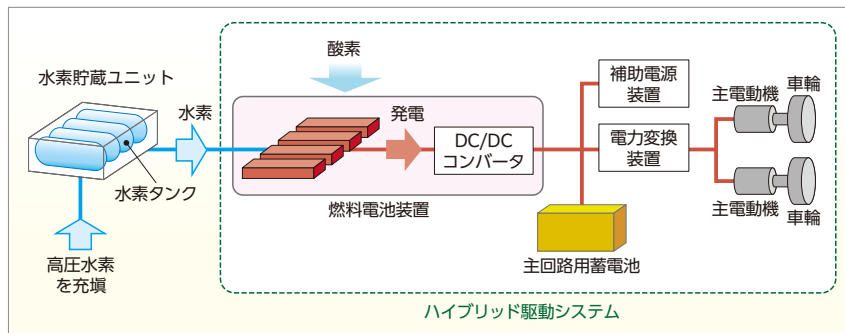 酸素
水素貯蔵ユニット
水素
水素タンク
高圧水素
を充填
発電
DC/DC
コンバータ
燃料電池装置
補助電源
装置
電力変換
装置
主電動機
車輪
主電動機
車輪
主回路用蓄電池
ハイブリッド駆動システム